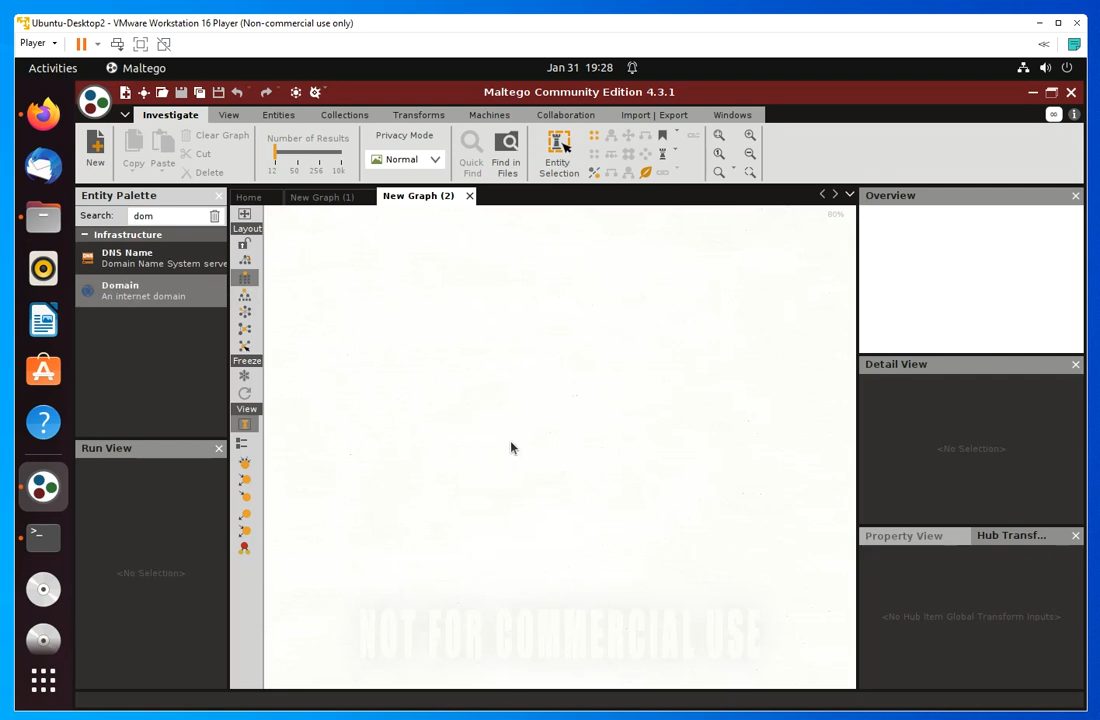 Ubuntu-Desktop2 - VMware Workstation 16 Player (Non-commercial use only)
Player
Activities
Maltego
Jan 31 19:28
Maltego Community Edition 4.3.1
Investigate
View
Entities
Collections
Transforms
Machines
Collaboration
Import | Export
Windows
New
Copy
Paste
Clear Graph
Cut
Delete
Number of Results
12 50 256 10k
Privacy Mode
Normal
Quick
Find
Find in
Files
Entity
Selection
Entity Palette
Search: dom
Infrastructure
DNS Name
Domain Name System serve
Domain
An internet domain
Run View
<No Selection>
Home
New Graph (1)
New Graph (2)
Layout
Freeze
View
80%
NOT FOR COMMERCIAL USE
Overview
Detail View
<No Selection>
Property View
Hub Transf...
<No Hub Item Global Transform Inputs>